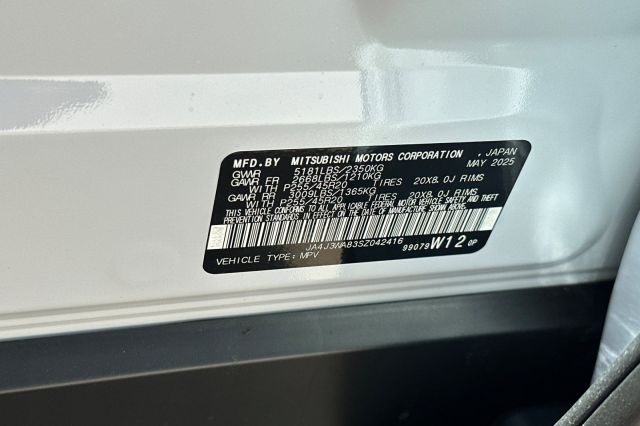 MFD.BY MITSUBISHI MOTORS CORPORATION , JAPAN
GVWR 5181LBS/2350KG MAY 2025
GAWR FR 2668LBS/1210KG
WITH P255/45R20 TIRES 20X8.0J RIMS
GAWR RR 3009LBS/1365KG
WITH P255/45R20 TIRES 20X8.0J RIMS
THIS VEHICLE CONFORMS TO ALL APPLICABLE FEDERAL MOTOR VEHICLE SAFETY, BUMPER, AND THEFT
PREVENTION STANDARDS IN EFFECT ON THE DATE OF MANUFACTURE SHOWN ABOVE.
JA4J3WA83SZ042416
99079 W12 OP
VEHICLE TYPE: MPV